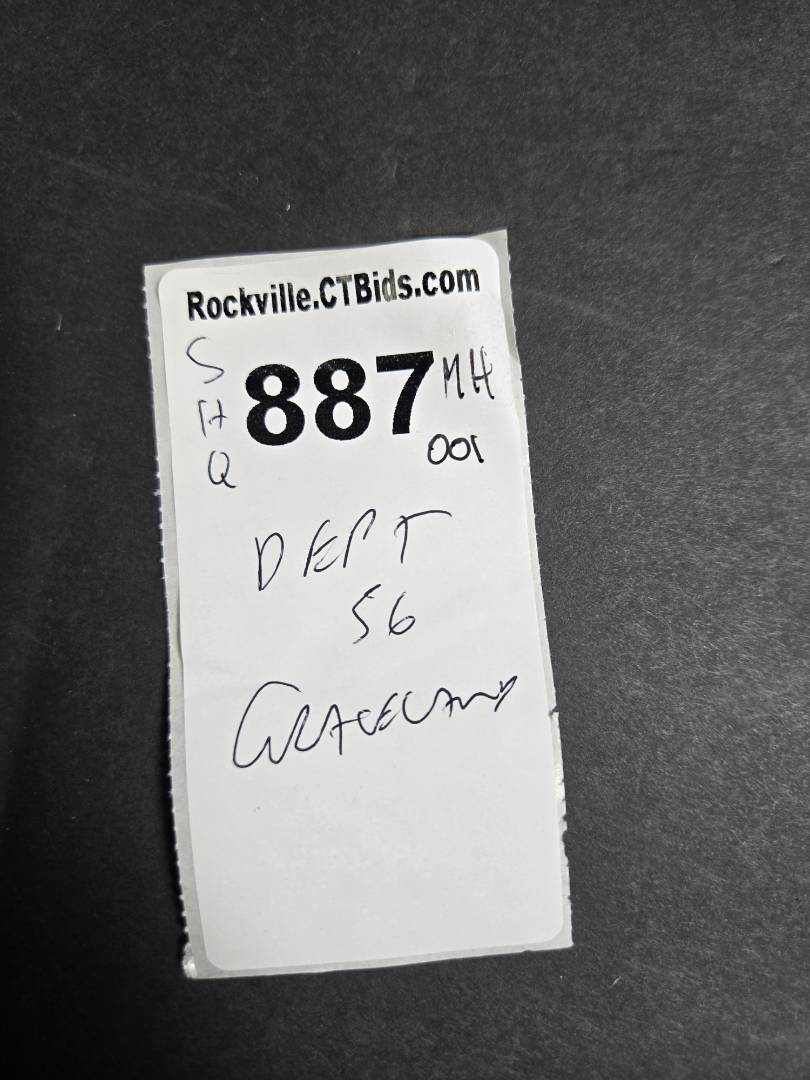 Rockville.CTBids.com
S
H
Q
887
MH
001
DEPT
56
GRACELAND